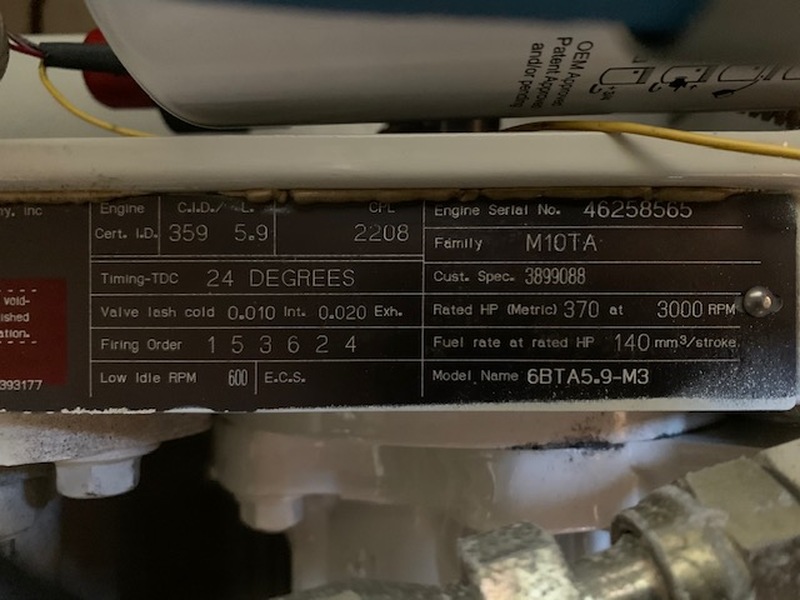 OEM Approved
Patent Approved
and/or pending
ny, Inc
Engine C.I.D./ L. CPL
Cert. I.D. 359 5.9 2208
Engine Serial No. 46258565
Family M10TA
Timing-TDC 24 DEGREES
Cust. Spec. 3899088
void-
Valve lash cold 0.010 Int. 0.020 Exh.
Rated HP (Metric) 370 at 3000 RPM
ished
ation.
Firing Order 1 5 3 6 2 4
Fuel rate at rated HP 140 mm³/stroke
393177
Low Idle RPM 600 E.C.S.
Model Name 6BTA5.9-M3